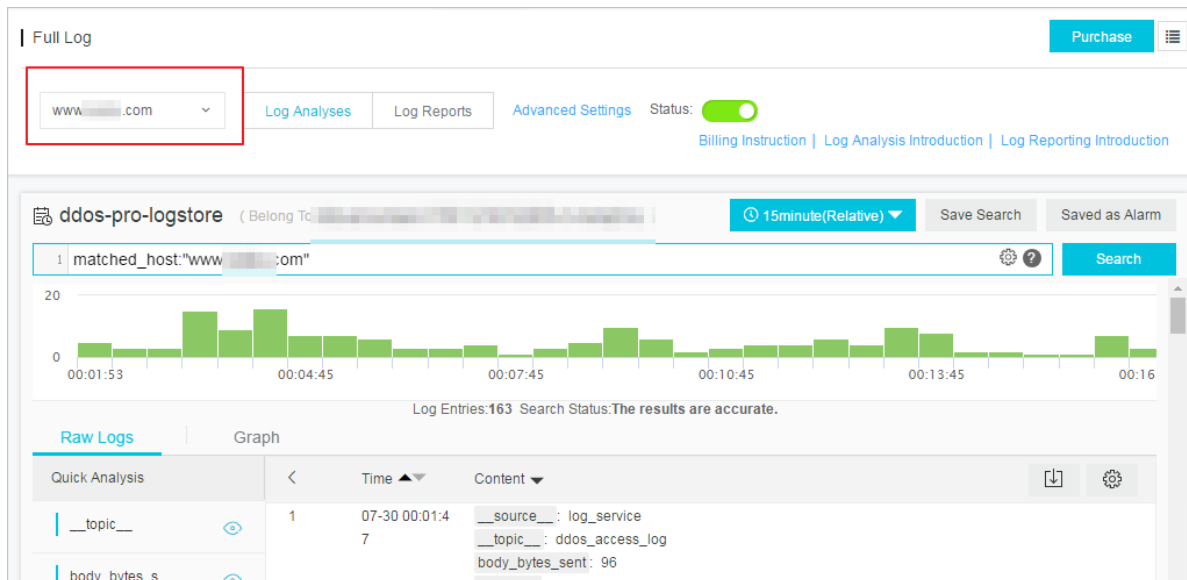 Full Log
Purchase
www .com
Log Analyses
Log Reports
Advanced Settings
Status:
Billing Instruction | Log Analysis Introduction | Log Reporting Introduction
ddos-pro-logstore (Belong To
15minute(Relative)
Save Search
Saved as Alarm
1 matched_host:"www .com"
Search
20
0
00:01:53 00:04:45 00:07:45 00:10:45 00:13:45 00:16
Log Entries:163 Search Status:The results are accurate.
Raw Logs
Graph
Quick Analysis
Time
Content
__topic__
body_bytes_s
1
07-30 00:01:4
7
__source__: log_service
__topic__: ddos_access_log
body_bytes_sent: 96